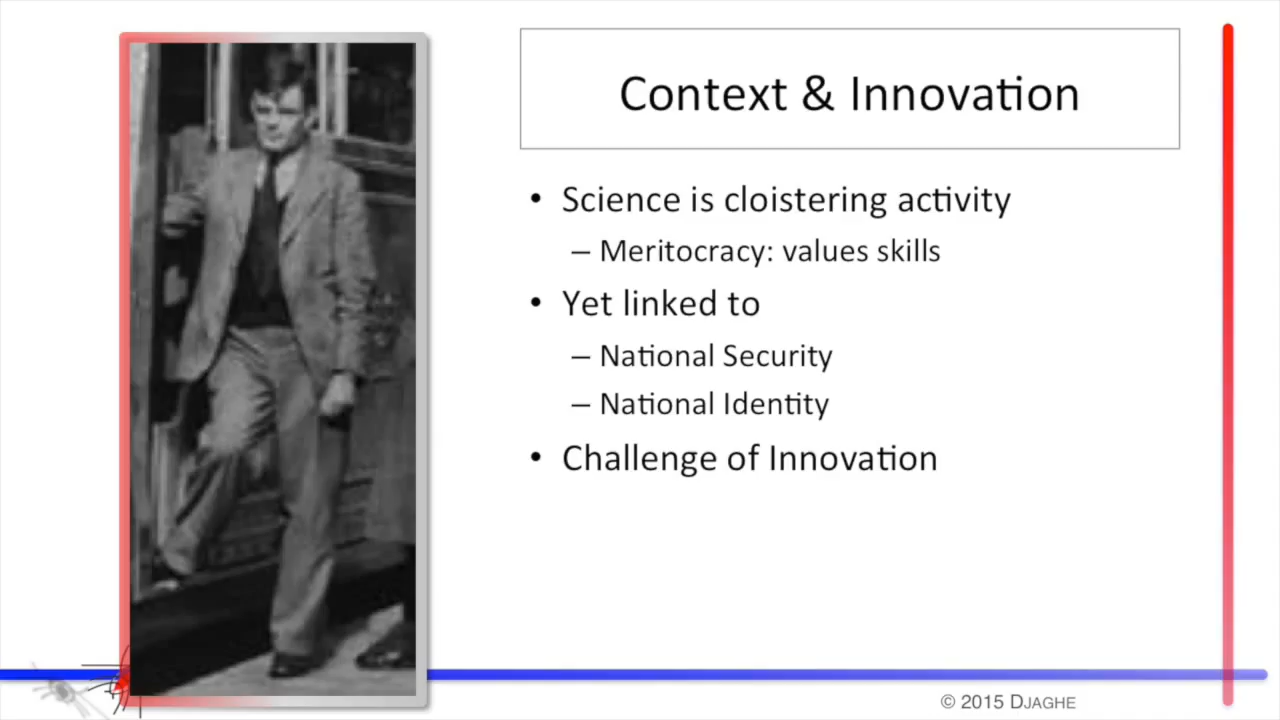 Context & Innovation
• Science is cloistering activity
– Meritocracy: values skills
• Yet linked to
– National Security
– National Identity
• Challenge of Innovation
© 2015 DJAGHE